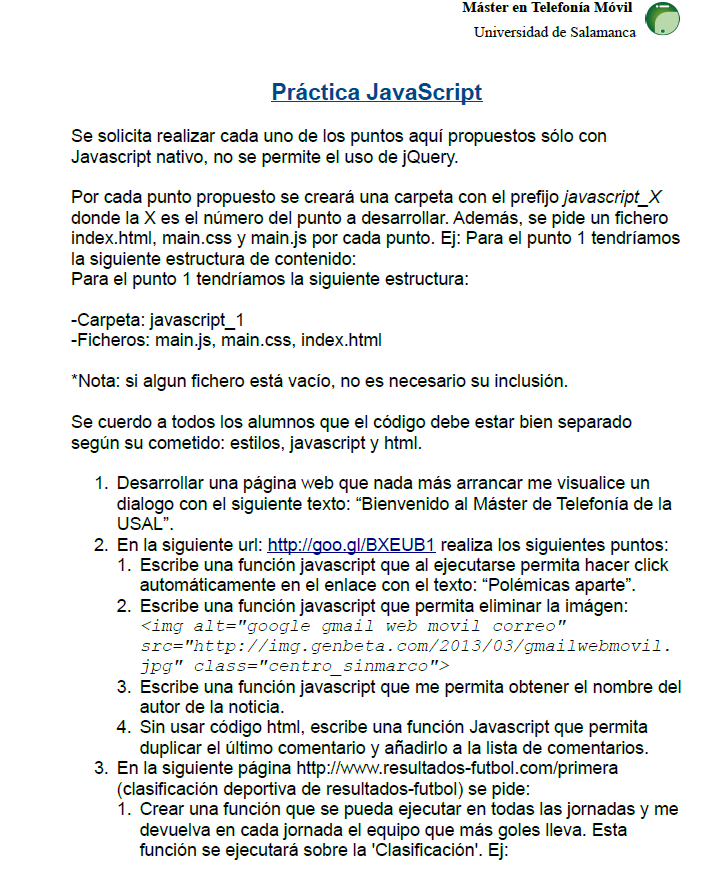 Máster en Telefonía Móvil
Universidad de Salamanca
Práctica JavaScript
Se solicita realizar cada uno de los puntos aquí propuestos sólo con
Javascript nativo, no se permite el uso de jQuery.
Por cada punto propuesto se creará una carpeta con el prefijo javascript_X
donde la X es el número del punto a desarrollar. Además, se pide un fichero
index.html, main.css y main.js por cada punto. Ej: Para el punto 1 tendríamos
la siguiente estructura de contenido:
Para el punto 1 tendríamos la siguiente estructura:
-Carpeta: javascript_1
-Ficheros: main.js, main.css, index.html
*Nota: si algun fichero está vacío, no es necesario su inclusión.
Se cuerdo a todos los alumnos que el código debe estar bien separado
según su cometido: estilos, javascript y html.
1. Desarrollar una página web que nada más arrancar me visualice un
dialogo con el siguiente texto: “Bienvenido al Máster de Telefonía de la
USAL”.
2. En la siguiente url: http://goo.gl/BXEUB1 realiza los siguientes puntos:
1. Escribe una función javascript que al ejecutarse permita hacer click
automáticamente en el enlace con el texto: “Polémicas aparte”.
2. Escribe una función javascript que permita eliminar la imágen:
<img alt="google gmail web movil correo"
src="http://img.genbeta.com/2013/03/gmailwebmovil.
jpg" class="centro_sinmarco">
3. Escribe una función javascript que me permita obtener el nombre del
autor de la noticia.
4. Sin usar código html, escribe una función Javascript que permita
duplicar el último comentario y añadirlo a la lista de comentarios.
3. En la siguiente página http://www.resultados-futbol.com/primera
(clasificación deportiva de resultados-futbol) se pide:
1. Crear una función que se pueda ejecutar en todas las jornadas y me
devuelva en cada jornada el equipo que más goles lleva. Esta
función se ejecutará sobre la 'Clasificación'. Ej: